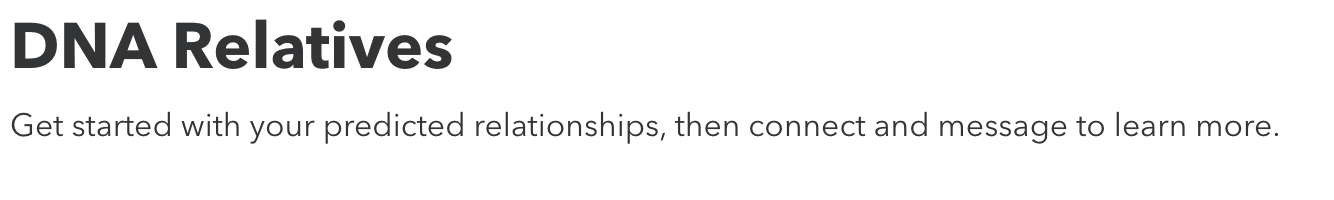 DNA Relatives
Get started with your predicted relationships, then connect and message to learn more.